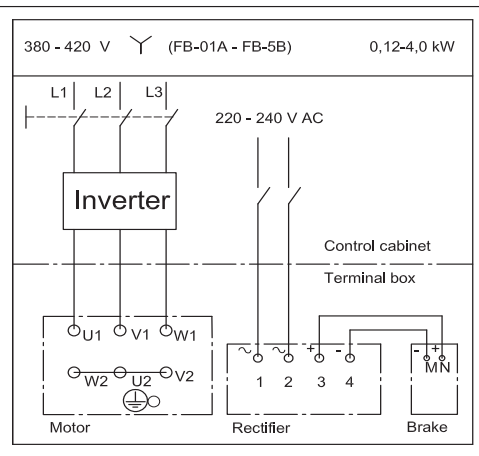 380 - 420 V (FB-01A - FB-5B) 0,12-4,0 kW
L1 L2 L3
220 - 240 V AC
Inverter
Control cabinet
Terminal box
U1 V1 W1
W2 U2 V2
Motor
~ ~ + -
1 2 3 4
Rectifier
- +
M N
Brake